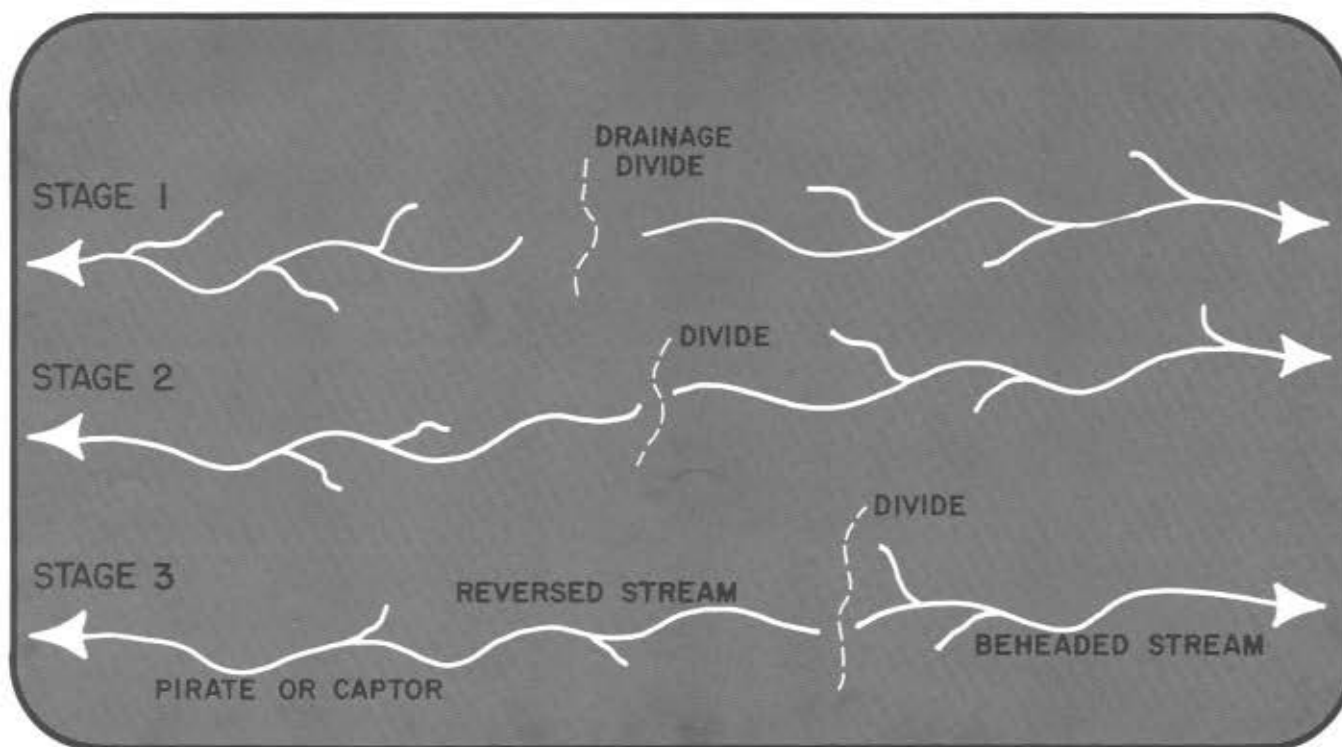 DRAINAGE
DIVIDE
STAGE 1
DIVIDE
STAGE 2
DIVIDE
STAGE 3
REVERSED STREAM
BEHEADED STREAM
PIRATE OR CAPTOR